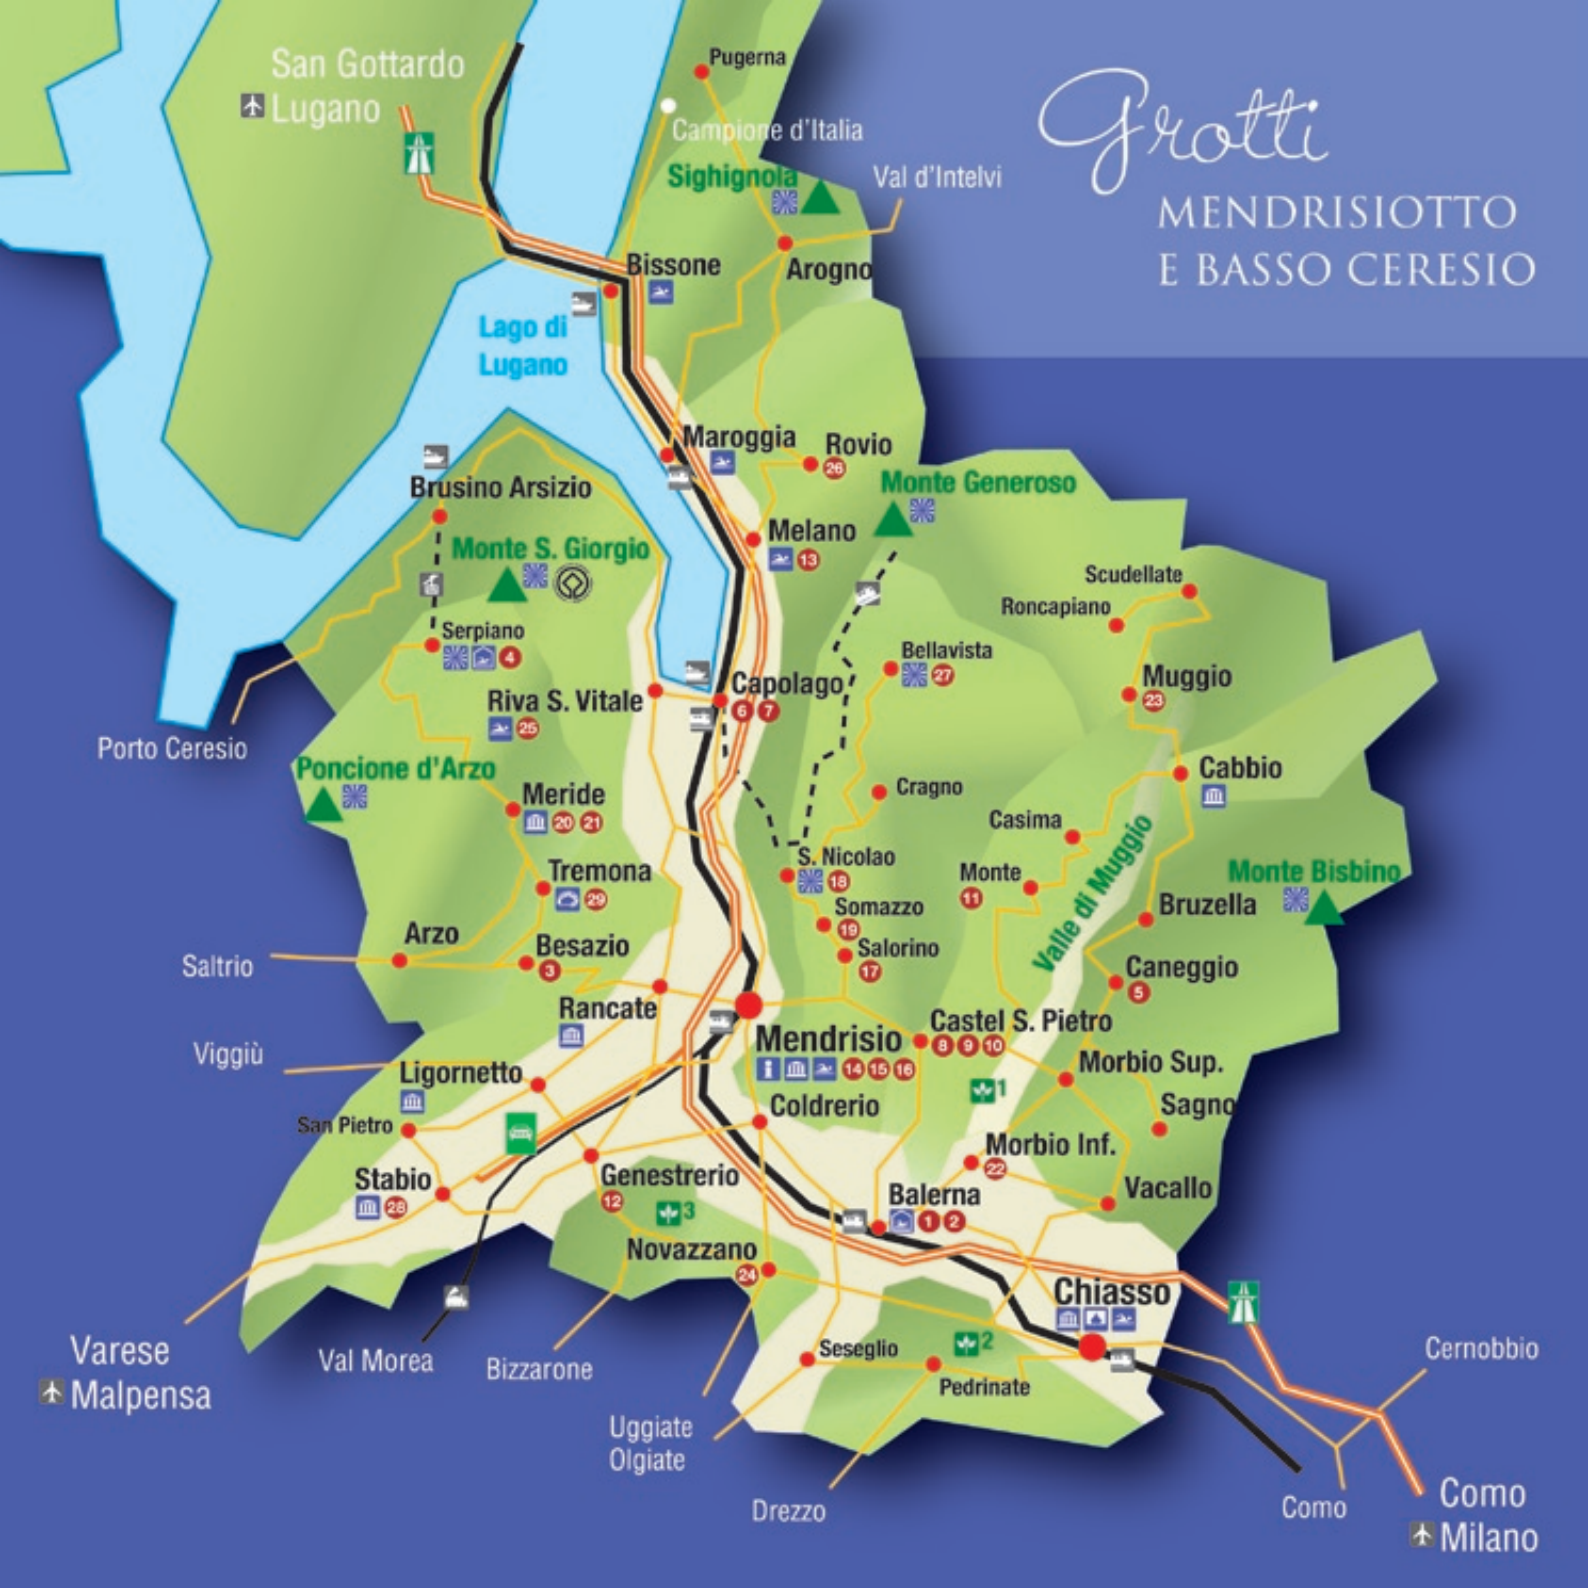 Grotti
MENDRISIOTTO
E BASSO CERESIO
San Gottardo
Lugano
Pugerna
Campione d'Italia
Sighignola
Val d'Intelvi
Arogno
Bissone
Lago di
Lugano
Maroggia
Rovio
26
Monte Generoso
Brusino Arsizio
Melano
13
Monte S. Giorgio
Scudellate
Roncapiano
Serpiano
4
Bellavista
27
Muggio
23
Riva S. Vitale
25
Capolago
6 7
Porto Ceresio
Poncione d'Arzo
Cabbio
Meride
20 21
Cragno
Casima
S. Nicolao
18
Tremona
29
Monte
11
Valle di Muggio
Monte Bisbino
Somazzo
19
Bruzella
Arzo
Besazio
3
Salorino
17
Saltrio
Caneggio
5
Rancate
Castel S. Pietro
8 9 10
Mendrisio
14 15 16
Viggiù
Ligornetto
Morbio Sup.
1
Coldrerio
Sagno
San Pietro
Morbio Inf.
22
Stabio
28
Genestrerio
12
3
Balerna
1 2
Vacallo
Novazzano
24
Chiasso
Varese
Malpensa
Val Morea
Bizzarone
Seseglio
2
Pedrinate
Cernobbio
Uggiate
Olgiate
Drezzo
Como
Como
Milano